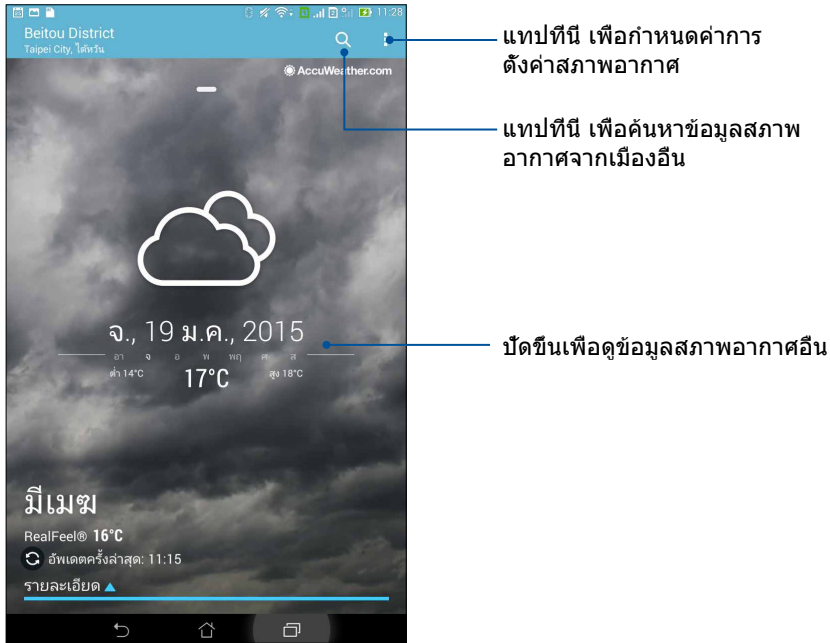 11:28
Beitou District
Taipei City, ไต้หวัน
AccuWeather.com
จ., 19 ม.ค., 2015
อา จ อ พ พฤ ศ ส
ต่ำ 14°C 17°C สูง 18°C
มีเมฆ
RealFeel® 16°C
อัพเดตครั้งล่าสุด: 11:15
รายละเอียด
แทปที่นี่ เพื่อกำหนดค่าการ
ตั้งค่าสภาพอากาศ
แทปที่นี่ เพื่อค้นหาข้อมูลสภาพ
อากาศจากเมืองอื่น
ปัดขึ้นเพื่อดูข้อมูลสภาพอากาศอื่น